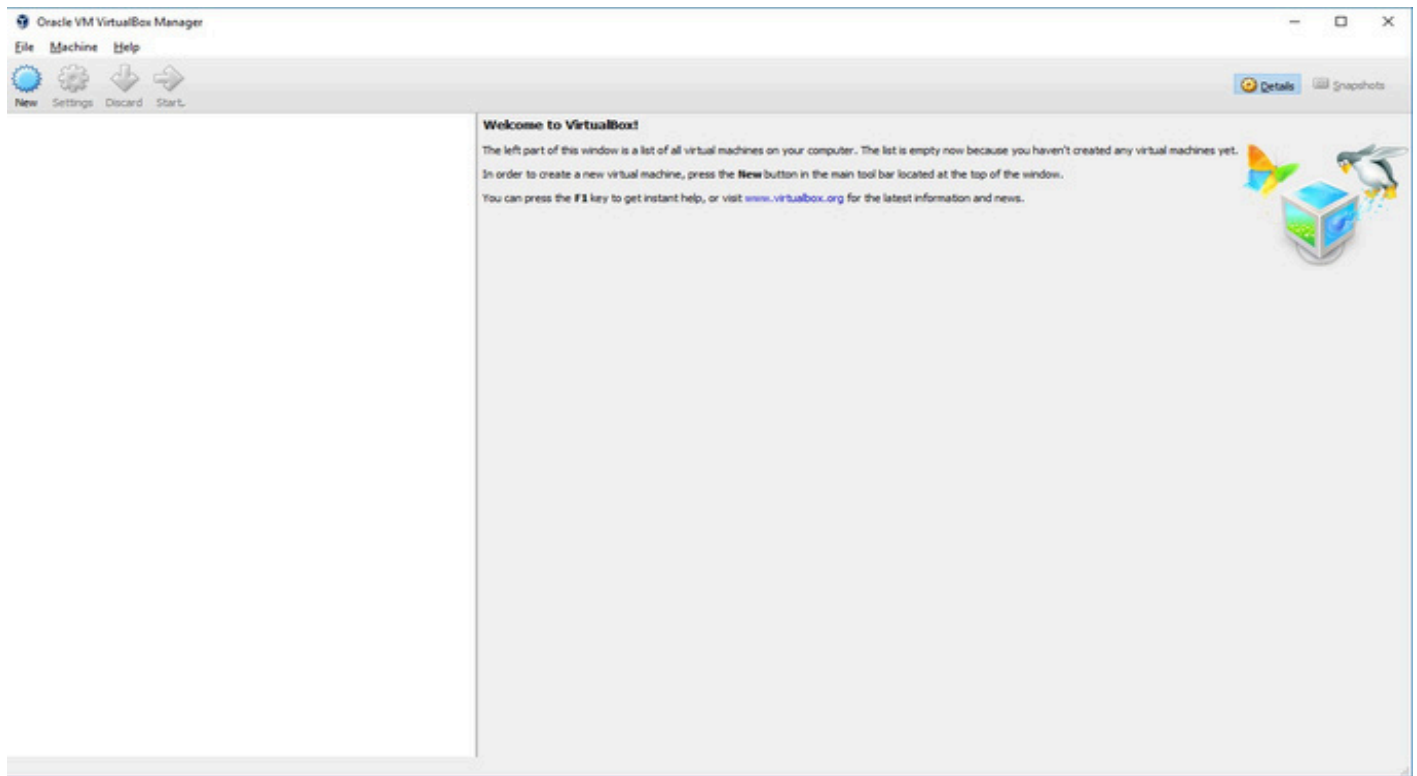 Oracle VM VirtualBox Manager
File Machine Help
New Settings Discard Start
Details Snapshots
Welcome to VirtualBox!
The left part of this window is a list of all virtual machines on your computer. The list is empty now because you haven't created any virtual machines yet.
In order to create a new virtual machine, press the New button in the main tool bar located at the top of the window.
You can press the F1 key to get instant help, or visit www.virtualbox.org for the latest information and news.